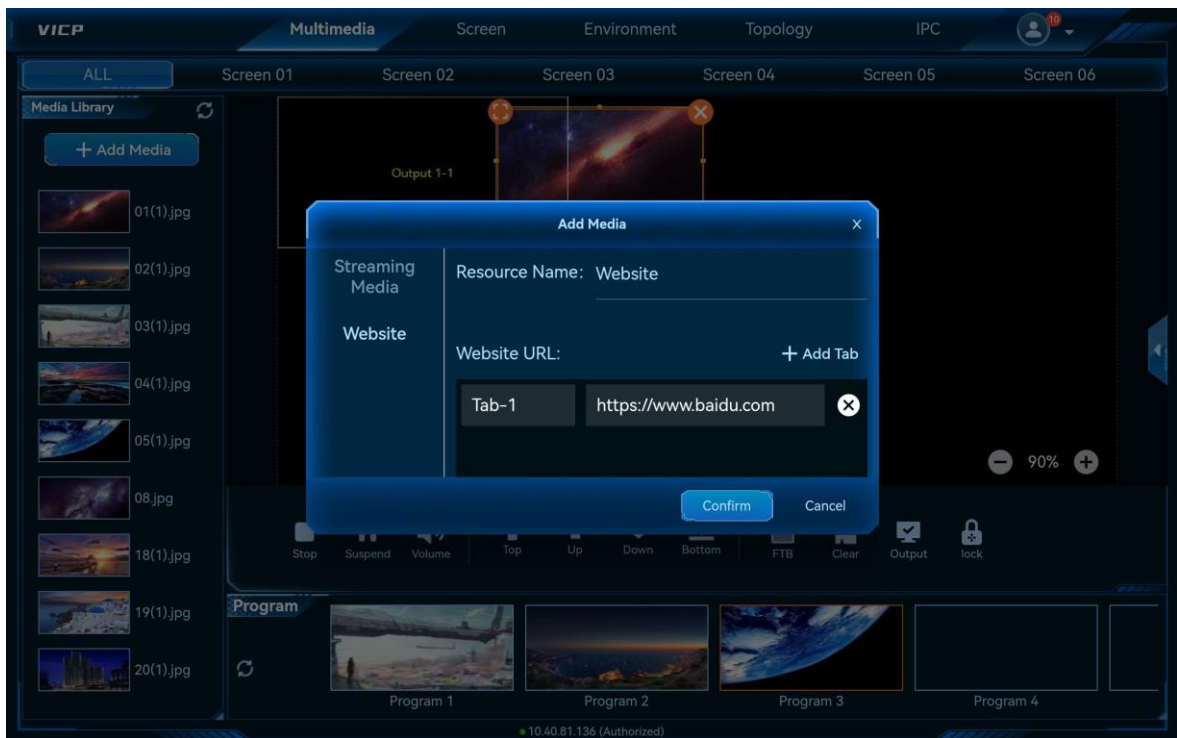 VICP
Multimedia
Screen
Environment
Topology
IPC
10
ALL
Screen 01
Screen 02
Screen 03
Screen 04
Screen 05
Screen 06
Media Library
+ Add Media
01(1).jpg
02(1).jpg
03(1).jpg
04(1).jpg
05(1).jpg
08.jpg
18(1).jpg
19(1).jpg
20(1).jpg
Output 1-1
Add Media
X
Streaming
Media
Website
Resource Name: Website
Website URL:
+ Add Tab
Tab-1
https://www.baidu.com
Confirm
Cancel
90%
Stop
Suspend
Volume
Top
Up
Down
Bottom
FTB
Clear
Output
lock
Program
Program 1
Program 2
Program 3
Program 4
10.40.81.136 (Authorized)